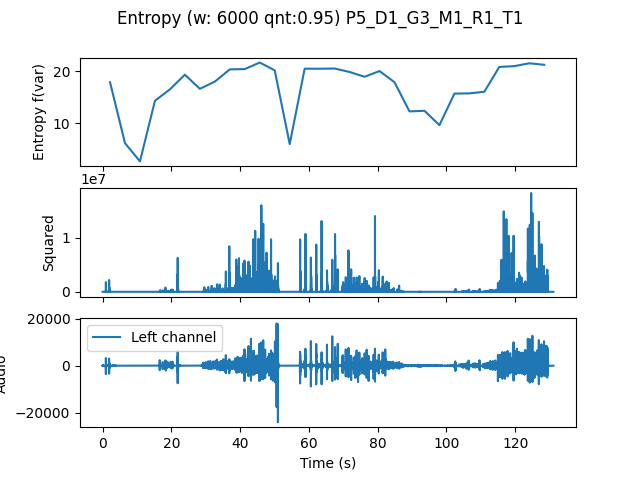 Entropy (w: 6000 qnt:0.95) P5_D1_G3_M1_R1_T1
Entropy f(var)
20
10
1e7
Squared
1
0
Audio
20000
0
−20000
Left channel
0
20
40
60
80
100
120
Time (s)